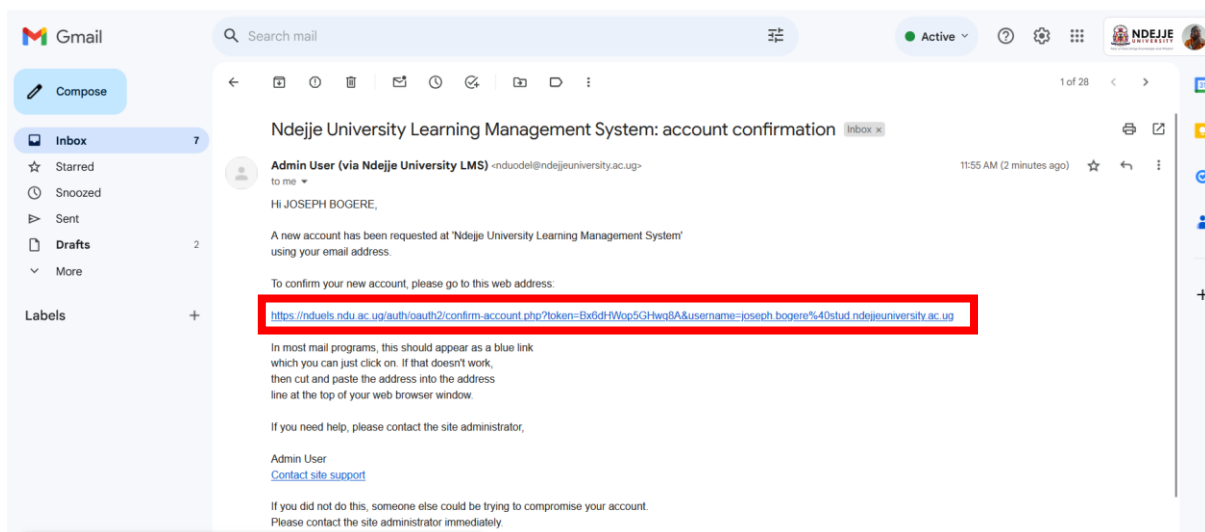 Gmail
Search mail
Active
NDEJJE
UNIVERSITY
Compose
1 of 28
Inbox 7
Starred
Snoozed
Sent
Drafts 2
More
Labels
Ndejje University Learning Management System: account confirmation Inbox x
Admin User (via Ndejje University LMS) <nduodel@ndejjeuniversity.ac.ug> 11:55 AM (2 minutes ago)
to me
Hi JOSEPH BOGERE,
A new account has been requested at 'Ndejje University Learning Management System'
using your email address.
To confirm your new account, please go to this web address:
https://nduels.ndu.ac.ug/auth/oauth2/confirm-account.php?token=Bx6dHWop5GHwq8A&username=joseph.bogere%40stud.ndejjeuniversity.ac.ug
In most mail programs, this should appear as a blue link
which you can just click on. If that doesn't work,
then cut and paste the address into the address
line at the top of your web browser window.
If you need help, please contact the site administrator,
Admin User
Contact site support
If you did not do this, someone else could be trying to compromise your account.
Please contact the site administrator immediately.